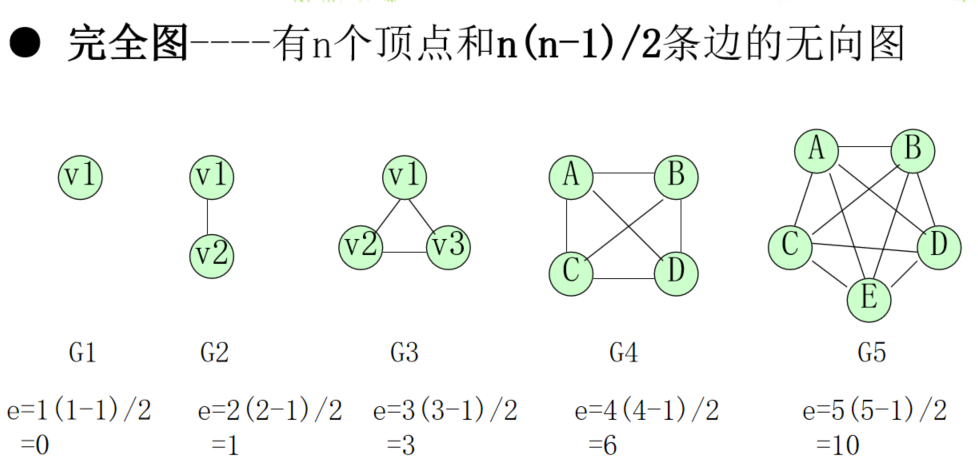 ● 完全图----有n个顶点和n(n-1)/2条边的无向图
v1
v1
v2
v1
v2 v3
A B
C D
A B
C D
E
G1 G2 G3 G4 G5
e=1(1-1)/2 e=2(2-1)/2 e=3(3-1)/2 e=4(4-1)/2 e=5(5-1)/2
=0 =1 =3 =6 =10